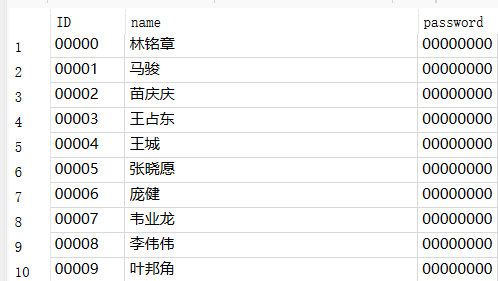 ID name password
1 00000 林铭章 00000000
2 00001 马骏 00000000
3 00002 苗庆庆 00000000
4 00003 王占东 00000000
5 00004 王城 00000000
6 00005 张晓愿 00000000
7 00006 庞健 00000000
8 00007 韦业龙 00000000
9 00008 李伟伟 00000000
10 00009 叶邦角 00000000